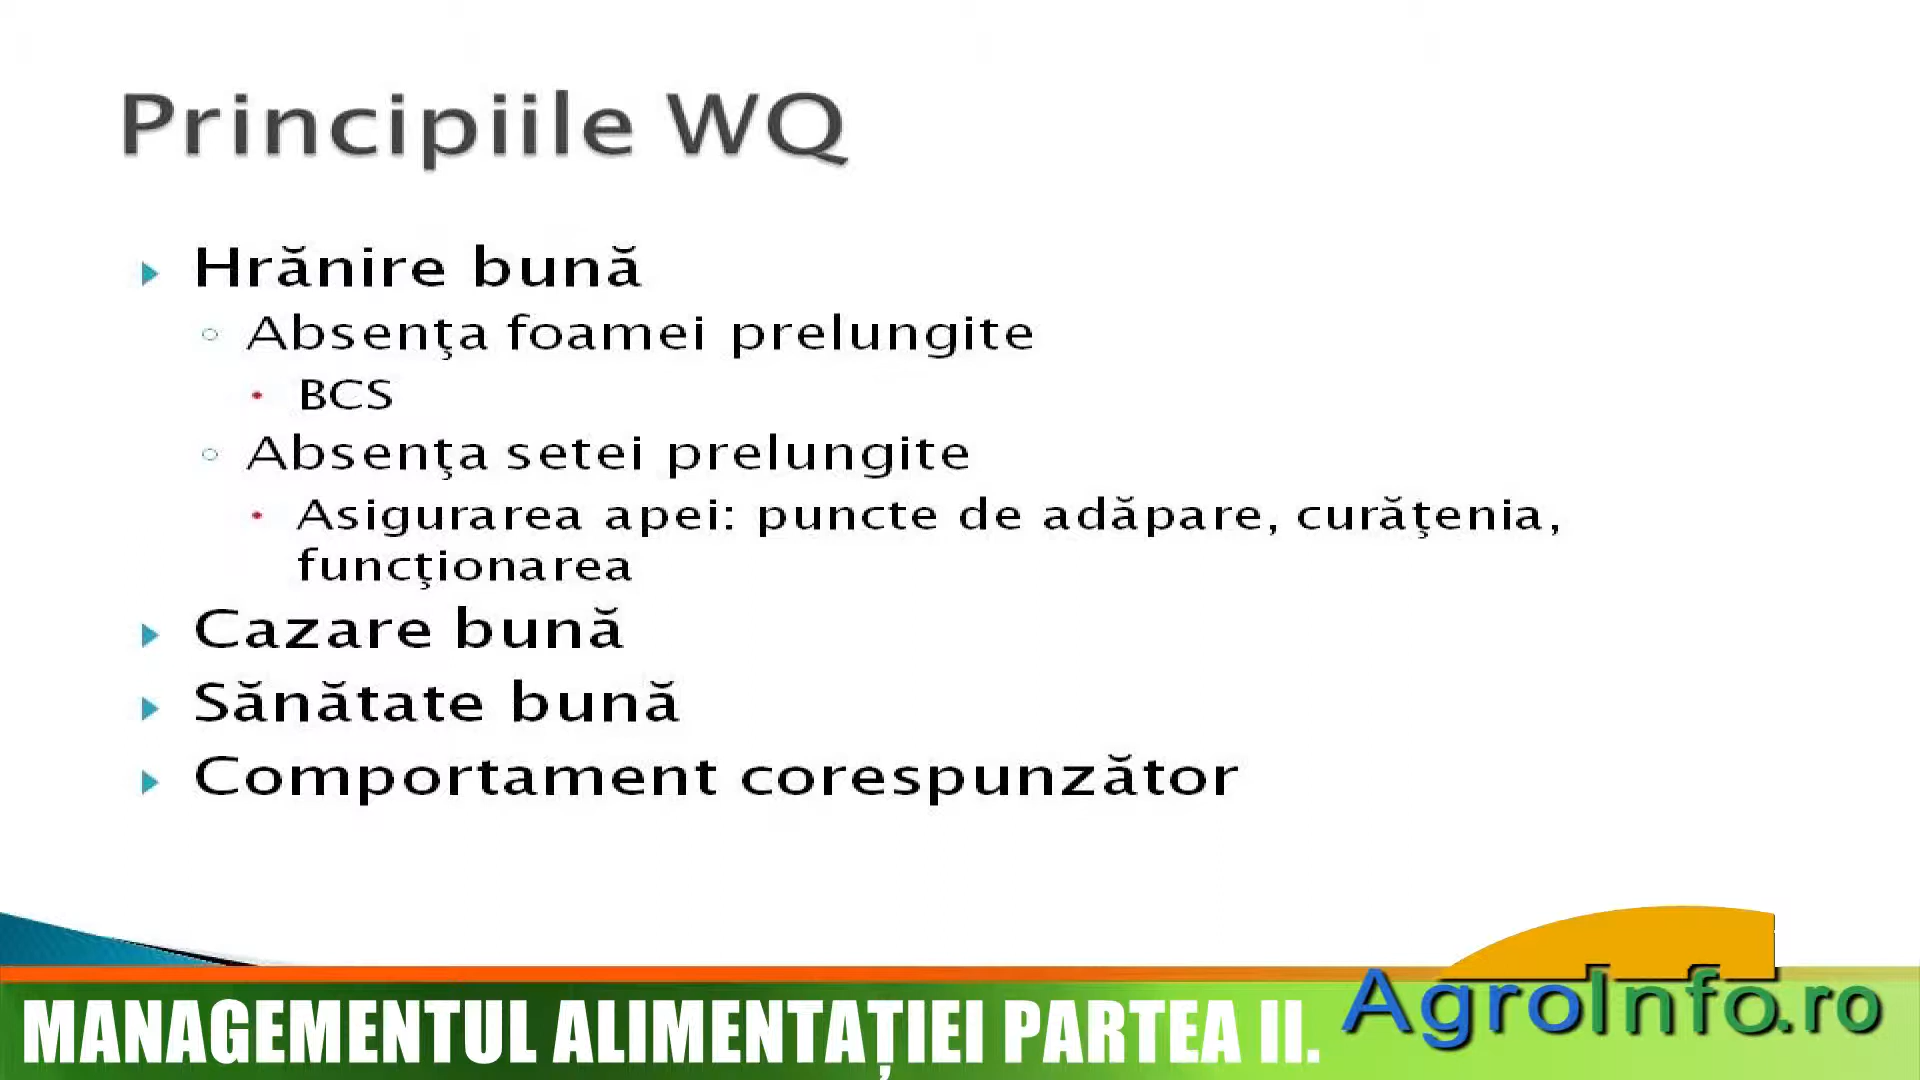 Principiile WQ
Hrănire bună
Absenţa foamei prelungite
BCS
Absenţa setei prelungite
Asigurarea apei: puncte de adăpare, curăţenia,
funcţionarea
Cazare bună
Sănătate bună
Comportament corespunzător
MANAGEMENTUL ALIMENTAȚIEI PARTEA II.
AgroInfo.ro